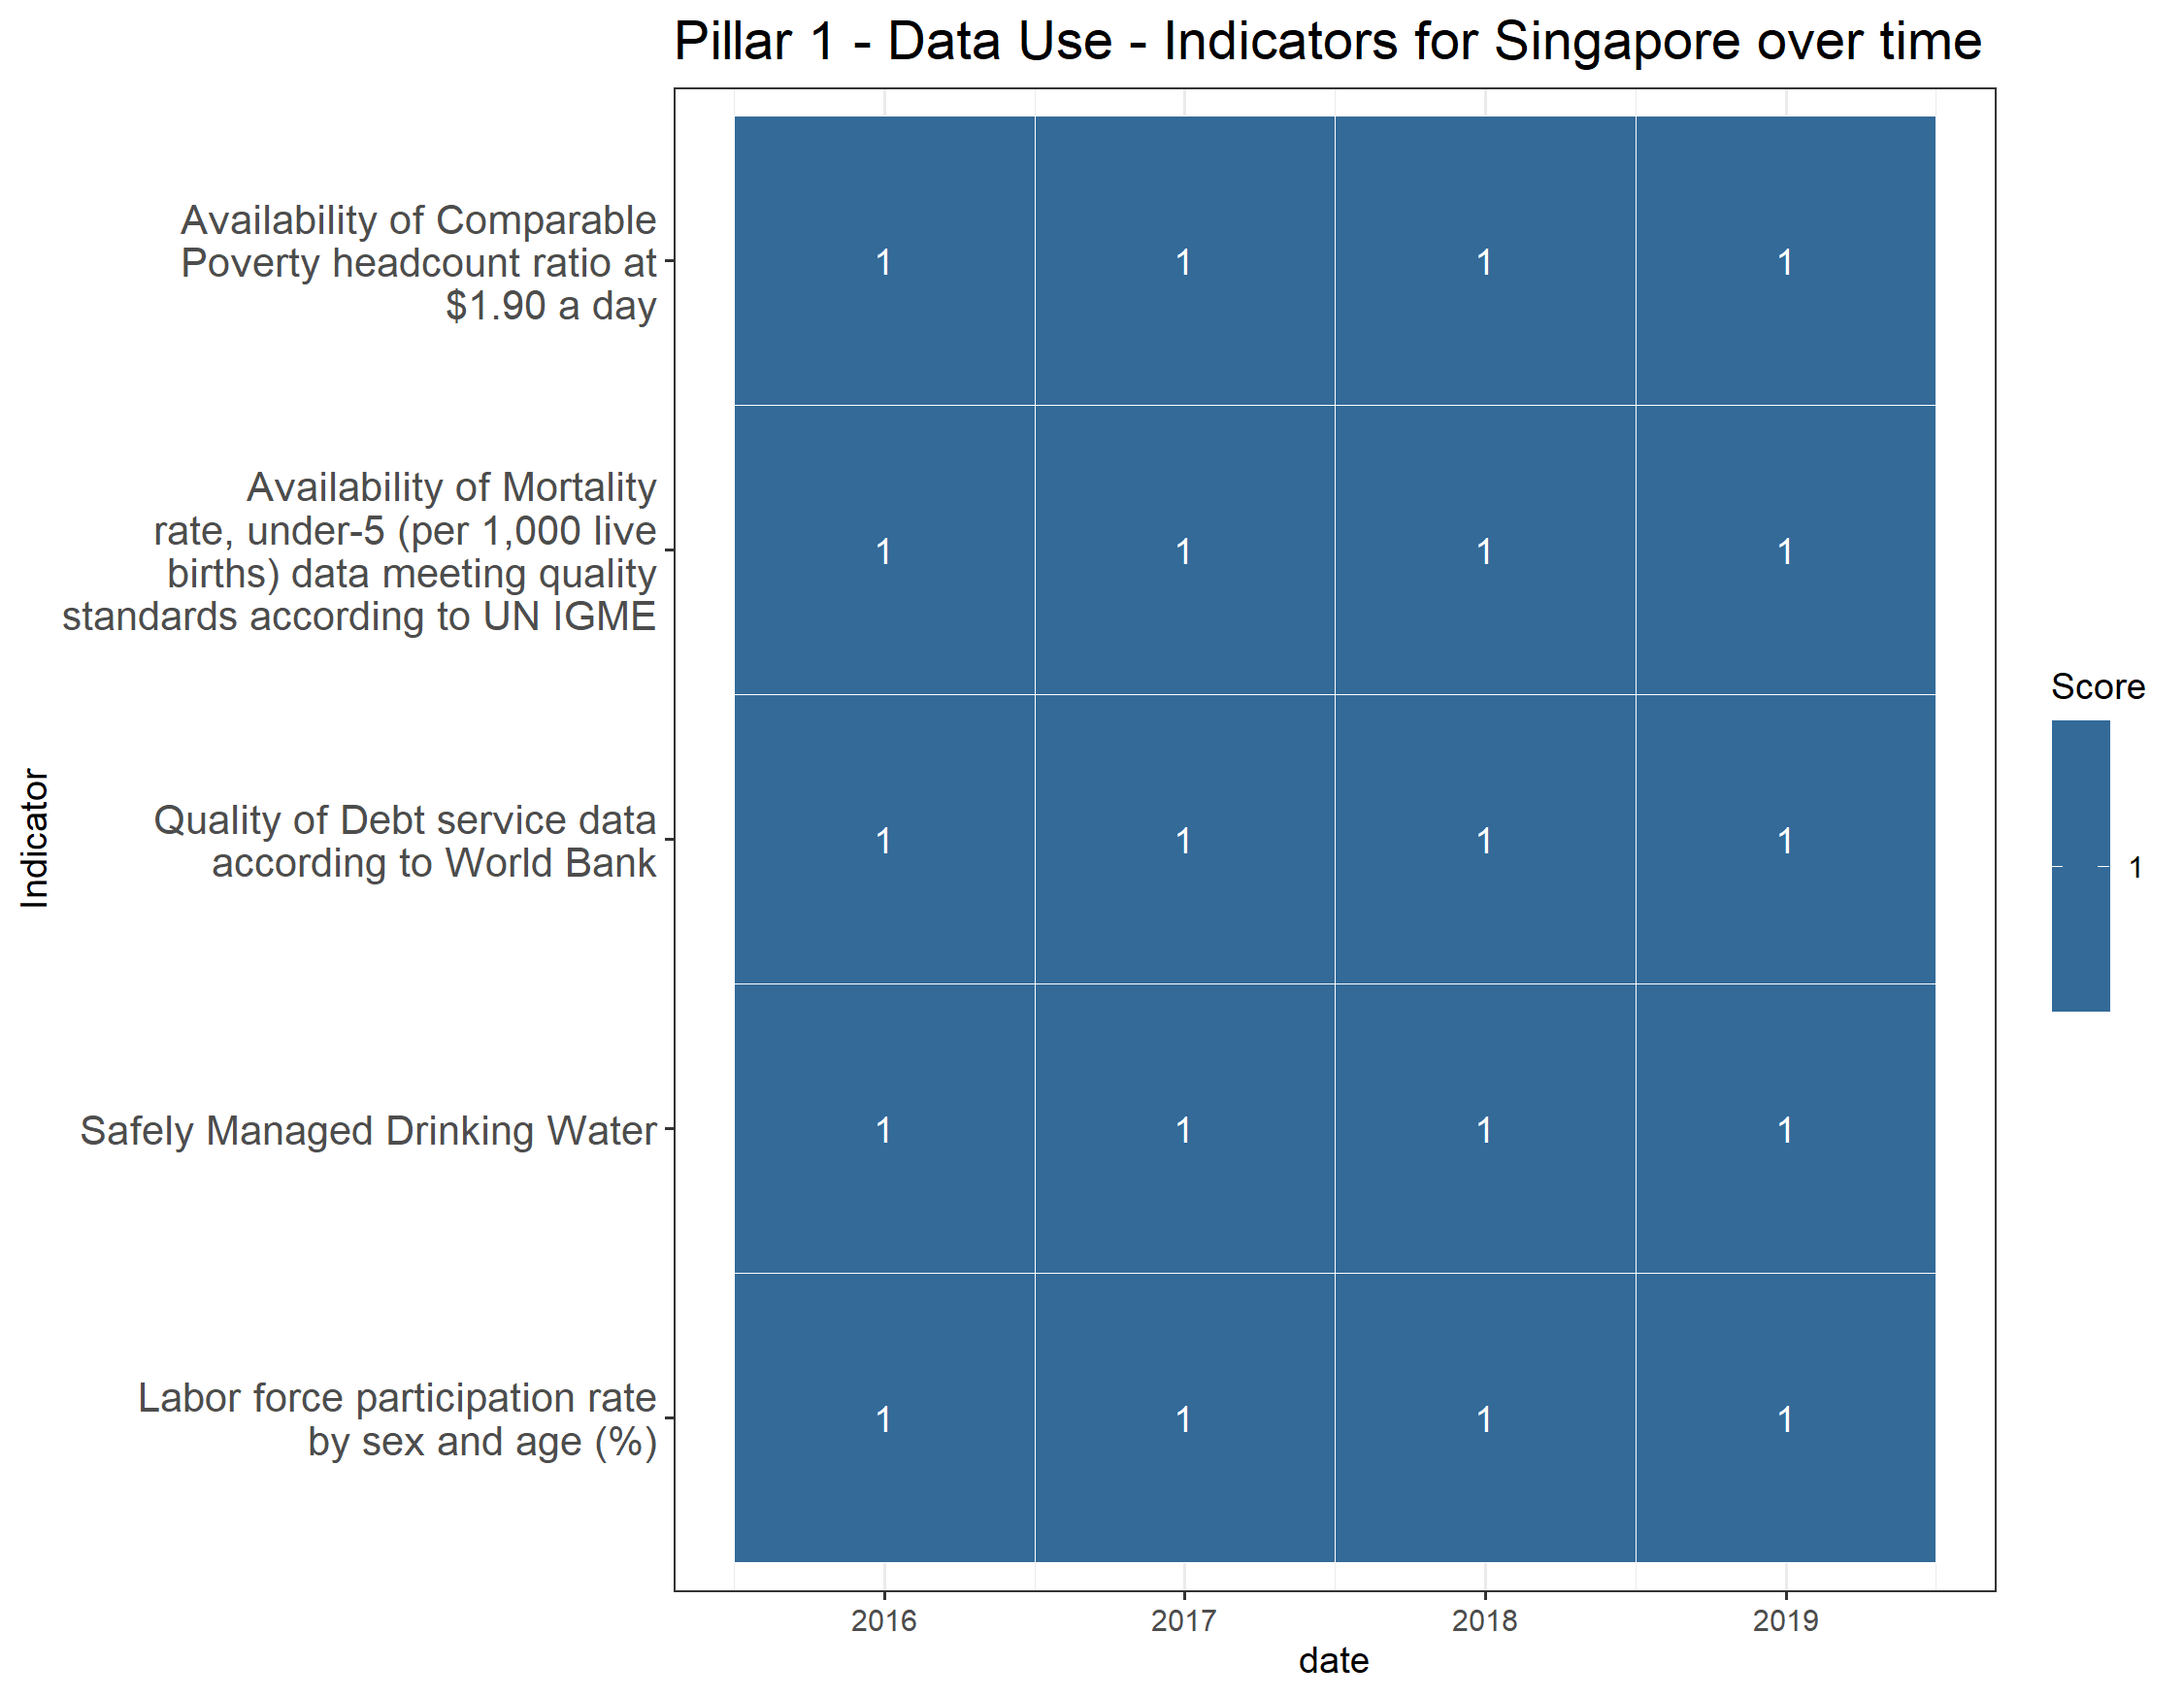 Pillar 1 - Data Use - Indicators for Singapore over time
Indicator
Availability of Comparable
Poverty headcount ratio at
$1.90 a day
1 1 1 1
Availability of Mortality
rate, under-5 (per 1,000 live
births) data meeting quality
standards according to UN IGME
1 1 1 1
Quality of Debt service data
according to World Bank
1 1 1 1
Safely Managed Drinking Water
1 1 1 1
Labor force participation rate
by sex and age (%)
1 1 1 1
2016 2017 2018 2019
date
Score
1